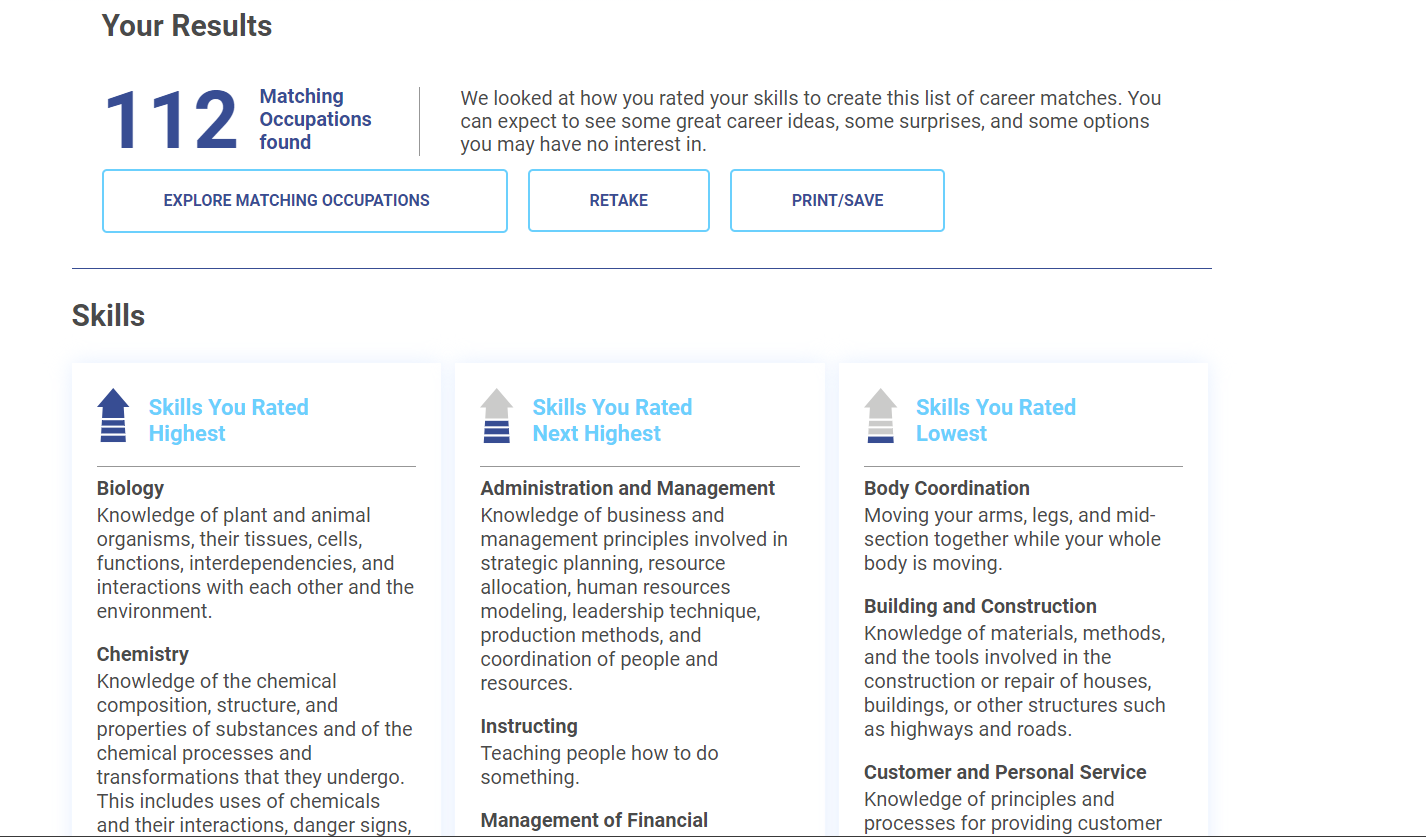 Your Results
112
Matching
Occupations
found
We looked at how you rated your skills to create this list of career matches. You
can expect to see some great career ideas, some surprises, and some options
you may have no interest in.
EXPLORE MATCHING OCCUPATIONS
RETAKE
PRINT/SAVE
Skills
Skills You Rated
Highest
Biology
Knowledge of plant and animal
organisms, their tissues, cells,
functions, interdependencies, and
interactions with each other and the
environment.
Chemistry
Knowledge of the chemical
composition, structure, and
properties of substances and of the
chemical processes and
transformations that they undergo.
This includes uses of chemicals
and their interactions, danger signs,
Skills You Rated
Next Highest
Administration and Management
Knowledge of business and
management principles involved in
strategic planning, resource
allocation, human resources
modeling, leadership technique,
production methods, and
coordination of people and
resources.
Instructing
Teaching people how to do
something.
Management of Financial
Skills You Rated
Lowest
Body Coordination
Moving your arms, legs, and mid-
section together while your whole
body is moving.
Building and Construction
Knowledge of materials, methods,
and the tools involved in the
construction or repair of houses,
buildings, or other structures such
as highways and roads.
Customer and Personal Service
Knowledge of principles and
processes for providing customer